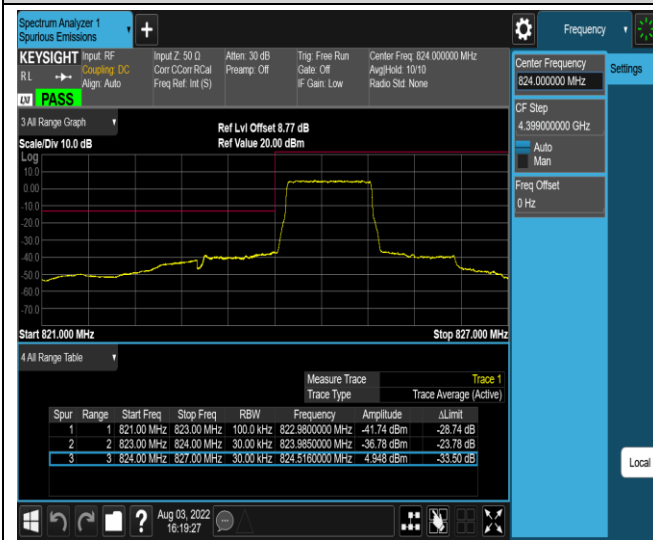 Spectrum Analyzer 1
Spurious Emissions
Frequency
KEYSIGHT
R L
LXI
PASS
Input: RF
Coupling: DC
Align: Auto
Input Z: 50 Ω
Corr CCorr RCal
Freq Ref: Int (S)
Atten: 30 dB
Preamp: Off
Trig: Free Run
Gate: Off
IF Gain: Low
Center Freq: 824.000000 MHz
Avg|Hold: 10/10
Radio Std: None
Center Frequency
824.000000 MHz
Settings
CF Step
4.399000000 GHz
Auto
Man
Freq Offset
0 Hz
3 All Range Graph
Scale/Div 10.0 dB
Ref Lvl Offset 8.77 dB
Ref Value 20.00 dBm
Log
10.0
0.00
-10.0
-20.0
-30.0
-40.0
-50.0
-60.0
-70.0
Start 821.000 MHz
Stop 827.000 MHz
4 All Range Table
Measure Trace Trace 1
Trace Type Trace Average (Active)
Spur Range Start Freq Stop Freq RBW Frequency Amplitude ΔLimit
1 1 821.00 MHz 823.00 MHz 100.0 kHz 822.9800000 MHz -41.74 dBm -28.74 dB
2 2 823.00 MHz 824.00 MHz 30.00 kHz 823.9850000 MHz -36.78 dBm -23.78 dB
3 3 824.00 MHz 827.00 MHz 30.00 kHz 824.5160000 MHz 4.948 dBm -33.50 dB
Local
?
Aug 03, 2022
16:19:27